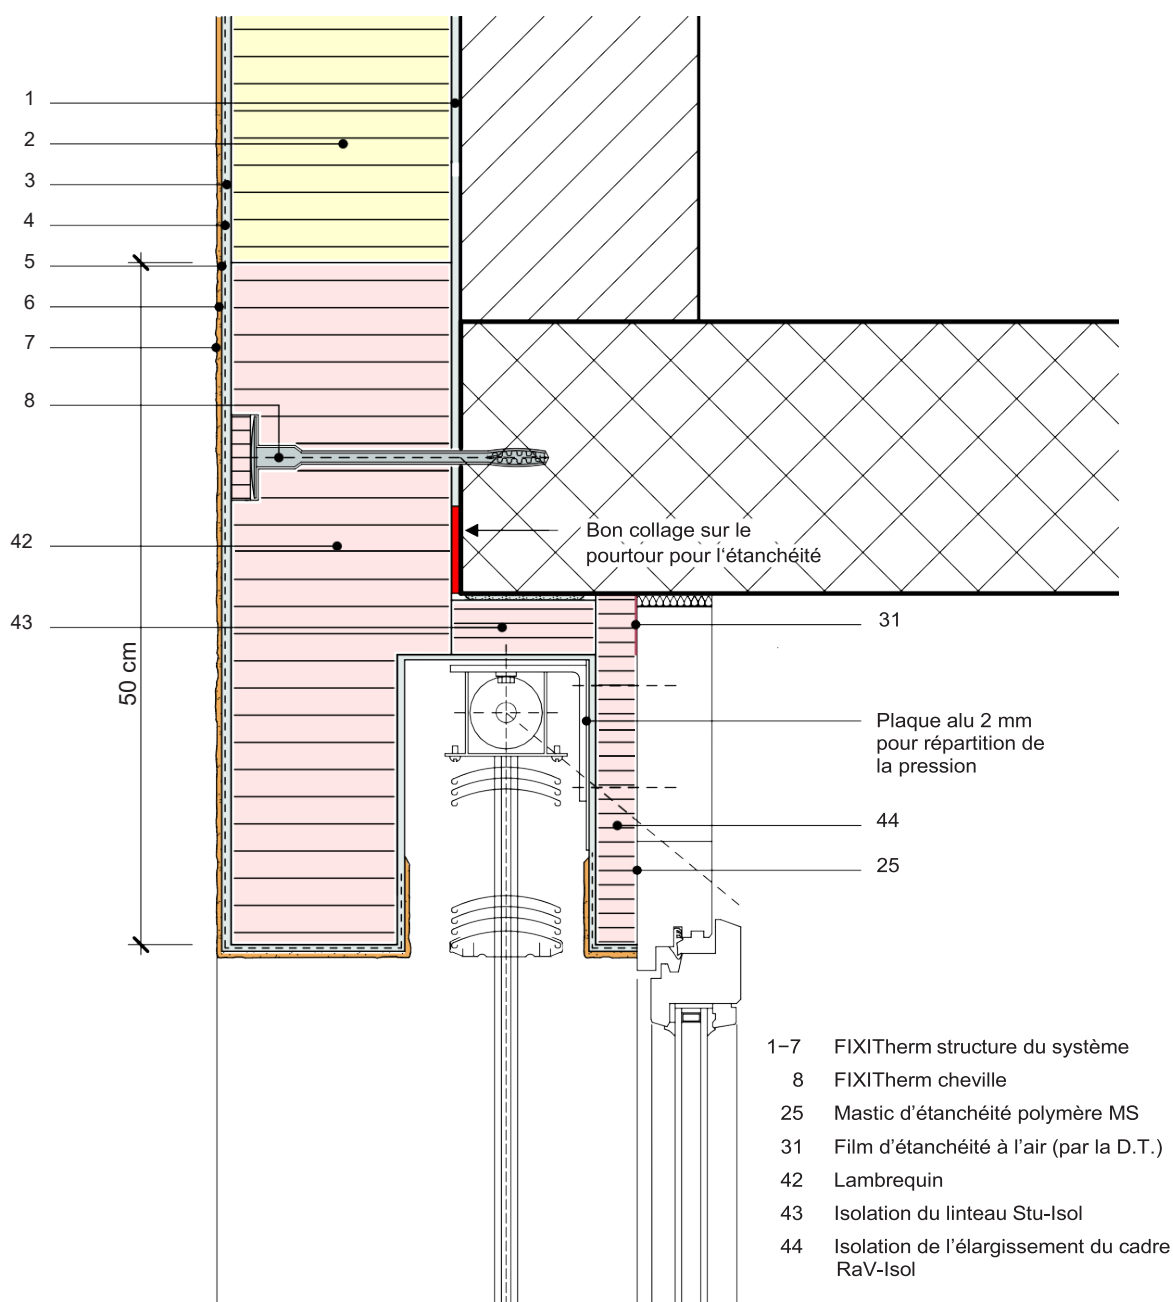 1
2
3
4
5
6
7
8
42
Bon collage sur le
pourtour pour l‘étanchéité
43
31
50 cm
Plaque alu 2 mm
pour répartition de
la pression
44
25
1−7 FIXITherm structure du système
8 FIXITherm cheville
25 Mastic d’étanchéité polymère MS
31 Film d’étanchéité à l’air (par la D.T.)
42 Lambrequin
43 Isolation du linteau Stu-Isol
44 Isolation de l’élargissement du cadre
RaV-Isol